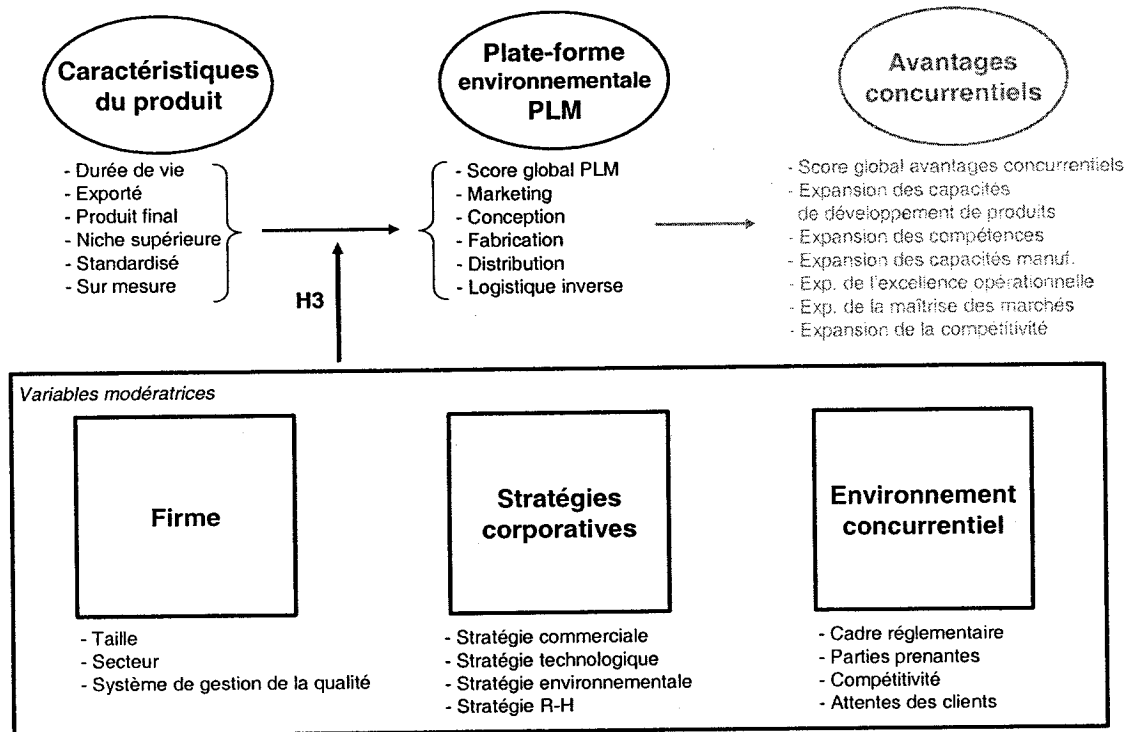 Caractéristiques
du produit
- Durée de vie
- Exporté
- Produit final
- Niche supérieure
- Standardisé
- Sur mesure
Plate-forme
environnementale
PLM
- Score global PLM
- Marketing
- Conception
- Fabrication
- Distribution
- Logistique inverse
Avantages
concurrentiels
- Score global avantages concurrentiels
- Expansion des capacités
de développement de produits
- Expansion des compétences
- Expansion des capacités manuf.
- Exp. de l'excellence opérationnelle
- Exp. de la maîtrise des marchés
- Expansion de la compétitivité
H3
Variables modératrices
Firme
- Taille
- Secteur
- Système de gestion de la qualité
Stratégies
corporatives
- Stratégie commerciale
- Stratégie technologique
- Stratégie environnementale
- Stratégie R-H
Environnement
concurrentiel
- Cadre réglementaire
- Parties prenantes
- Compétitivité
- Attentes des clients